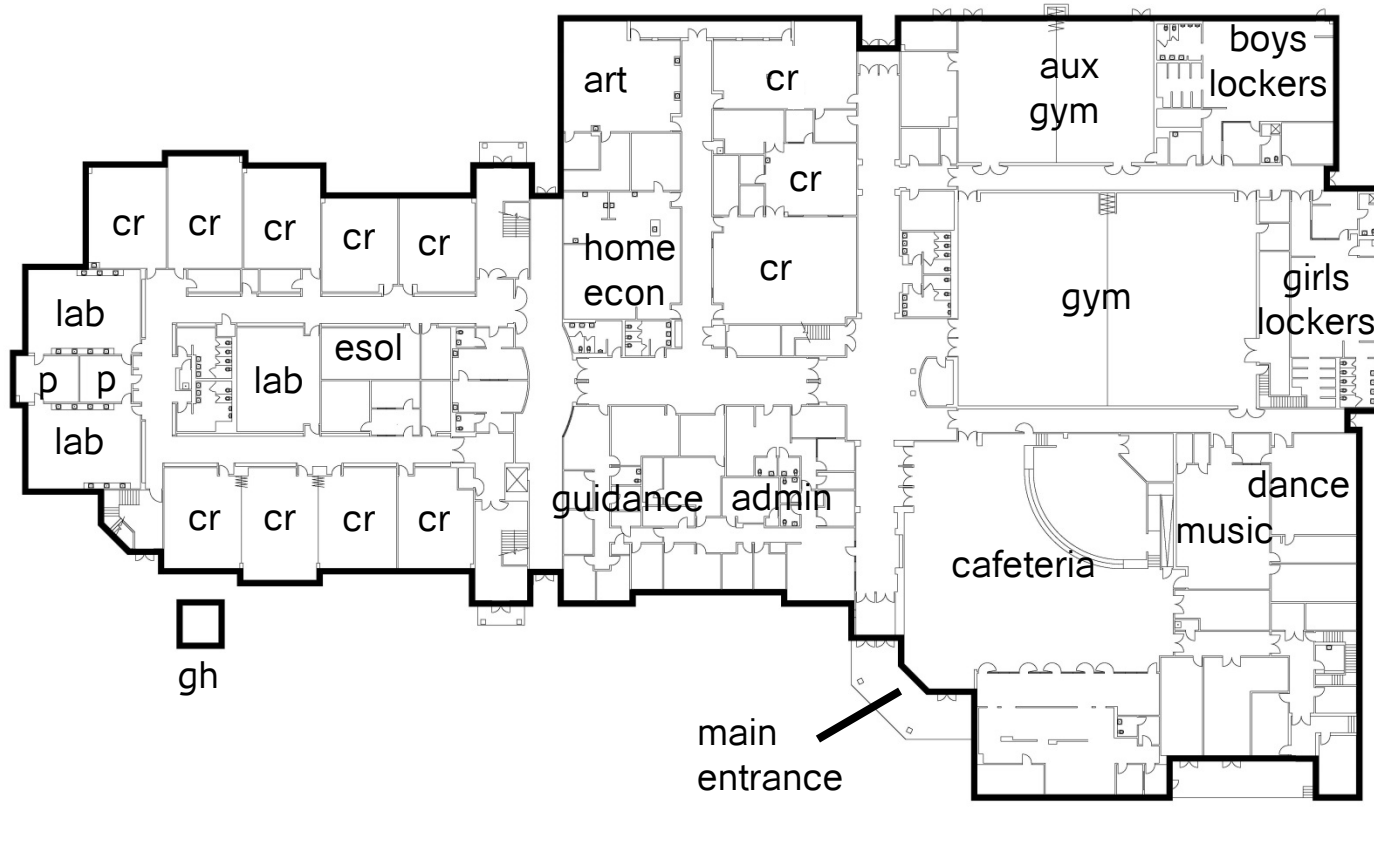 boys
lockers
aux
gym
art
cr
cr
cr
cr
cr
cr
cr
home
econ
cr
gym
girls
lockers
lab
esol
lab
p
p
lab
cr
cr
cr
cr
guidance
admin
dance
music
cafeteria
gh
main
entrance